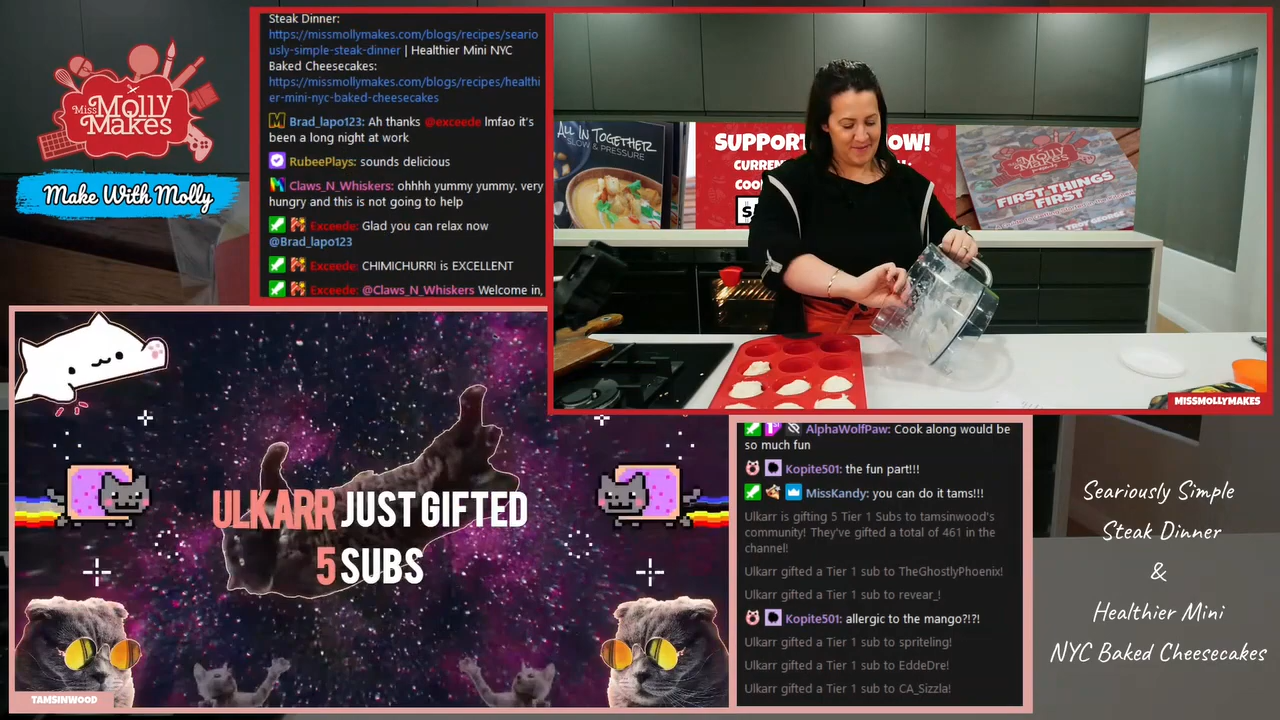 Miss
MOLLY
MAKES
Make With Molly
Steak Dinner:
https://missmollymakes.com/blogs/recipes/seario
usly-simple-steak-dinner | Healthier Mini NYC
Baked Cheesecakes:
https://missmollymakes.com/blogs/recipes/healthi
er-mini-nyc-baked-cheesecakes
Brad_lapo123: Ah thanks @exceede lmfao it's
been a long night at work
RubeePlays: sounds delicious
Claws_N_Whiskers: ohhhh yummy yummy. very
hungry and this is not going to help
Exceede: Glad you can relax now
@Brad_lapo123
Exceede: CHIMICHURRI is EXCELLENT
Exceede: @Claws_N_Whiskers Welcome in,
ALL IN TOGETHER
SLOW & PRESSURE
SUPPORT
OW!
CURREN
COO
MOLLY
MAKES
FIRST THINGS
FIRST
MISSMOLLYMAKES
ULKARR JUST GIFTED
5 SUBS
TAMSINWOOD
AlphaWolfPaw: Cook along would be
so much fun
Kopite501: the fun part!!!
MissKandy: you can do it tams!!!
Ulkarr is gifting 5 Tier 1 Subs to tamsinwood's
community! They've gifted a total of 461 in the
channel!
Ulkarr gifted a Tier 1 sub to TheGhostlyPhoenix!
Ulkarr gifted a Tier 1 sub to revear_!
Kopite501: allergic to the mango?!?!
Ulkarr gifted a Tier 1 sub to spriteling!
Ulkarr gifted a Tier 1 sub to EddeDre!
Ulkarr gifted a Tier 1 sub to CA_Sizzla!
Seariously Simple
Steak Dinner
&
Healthier Mini
NYC Baked Cheesecakes